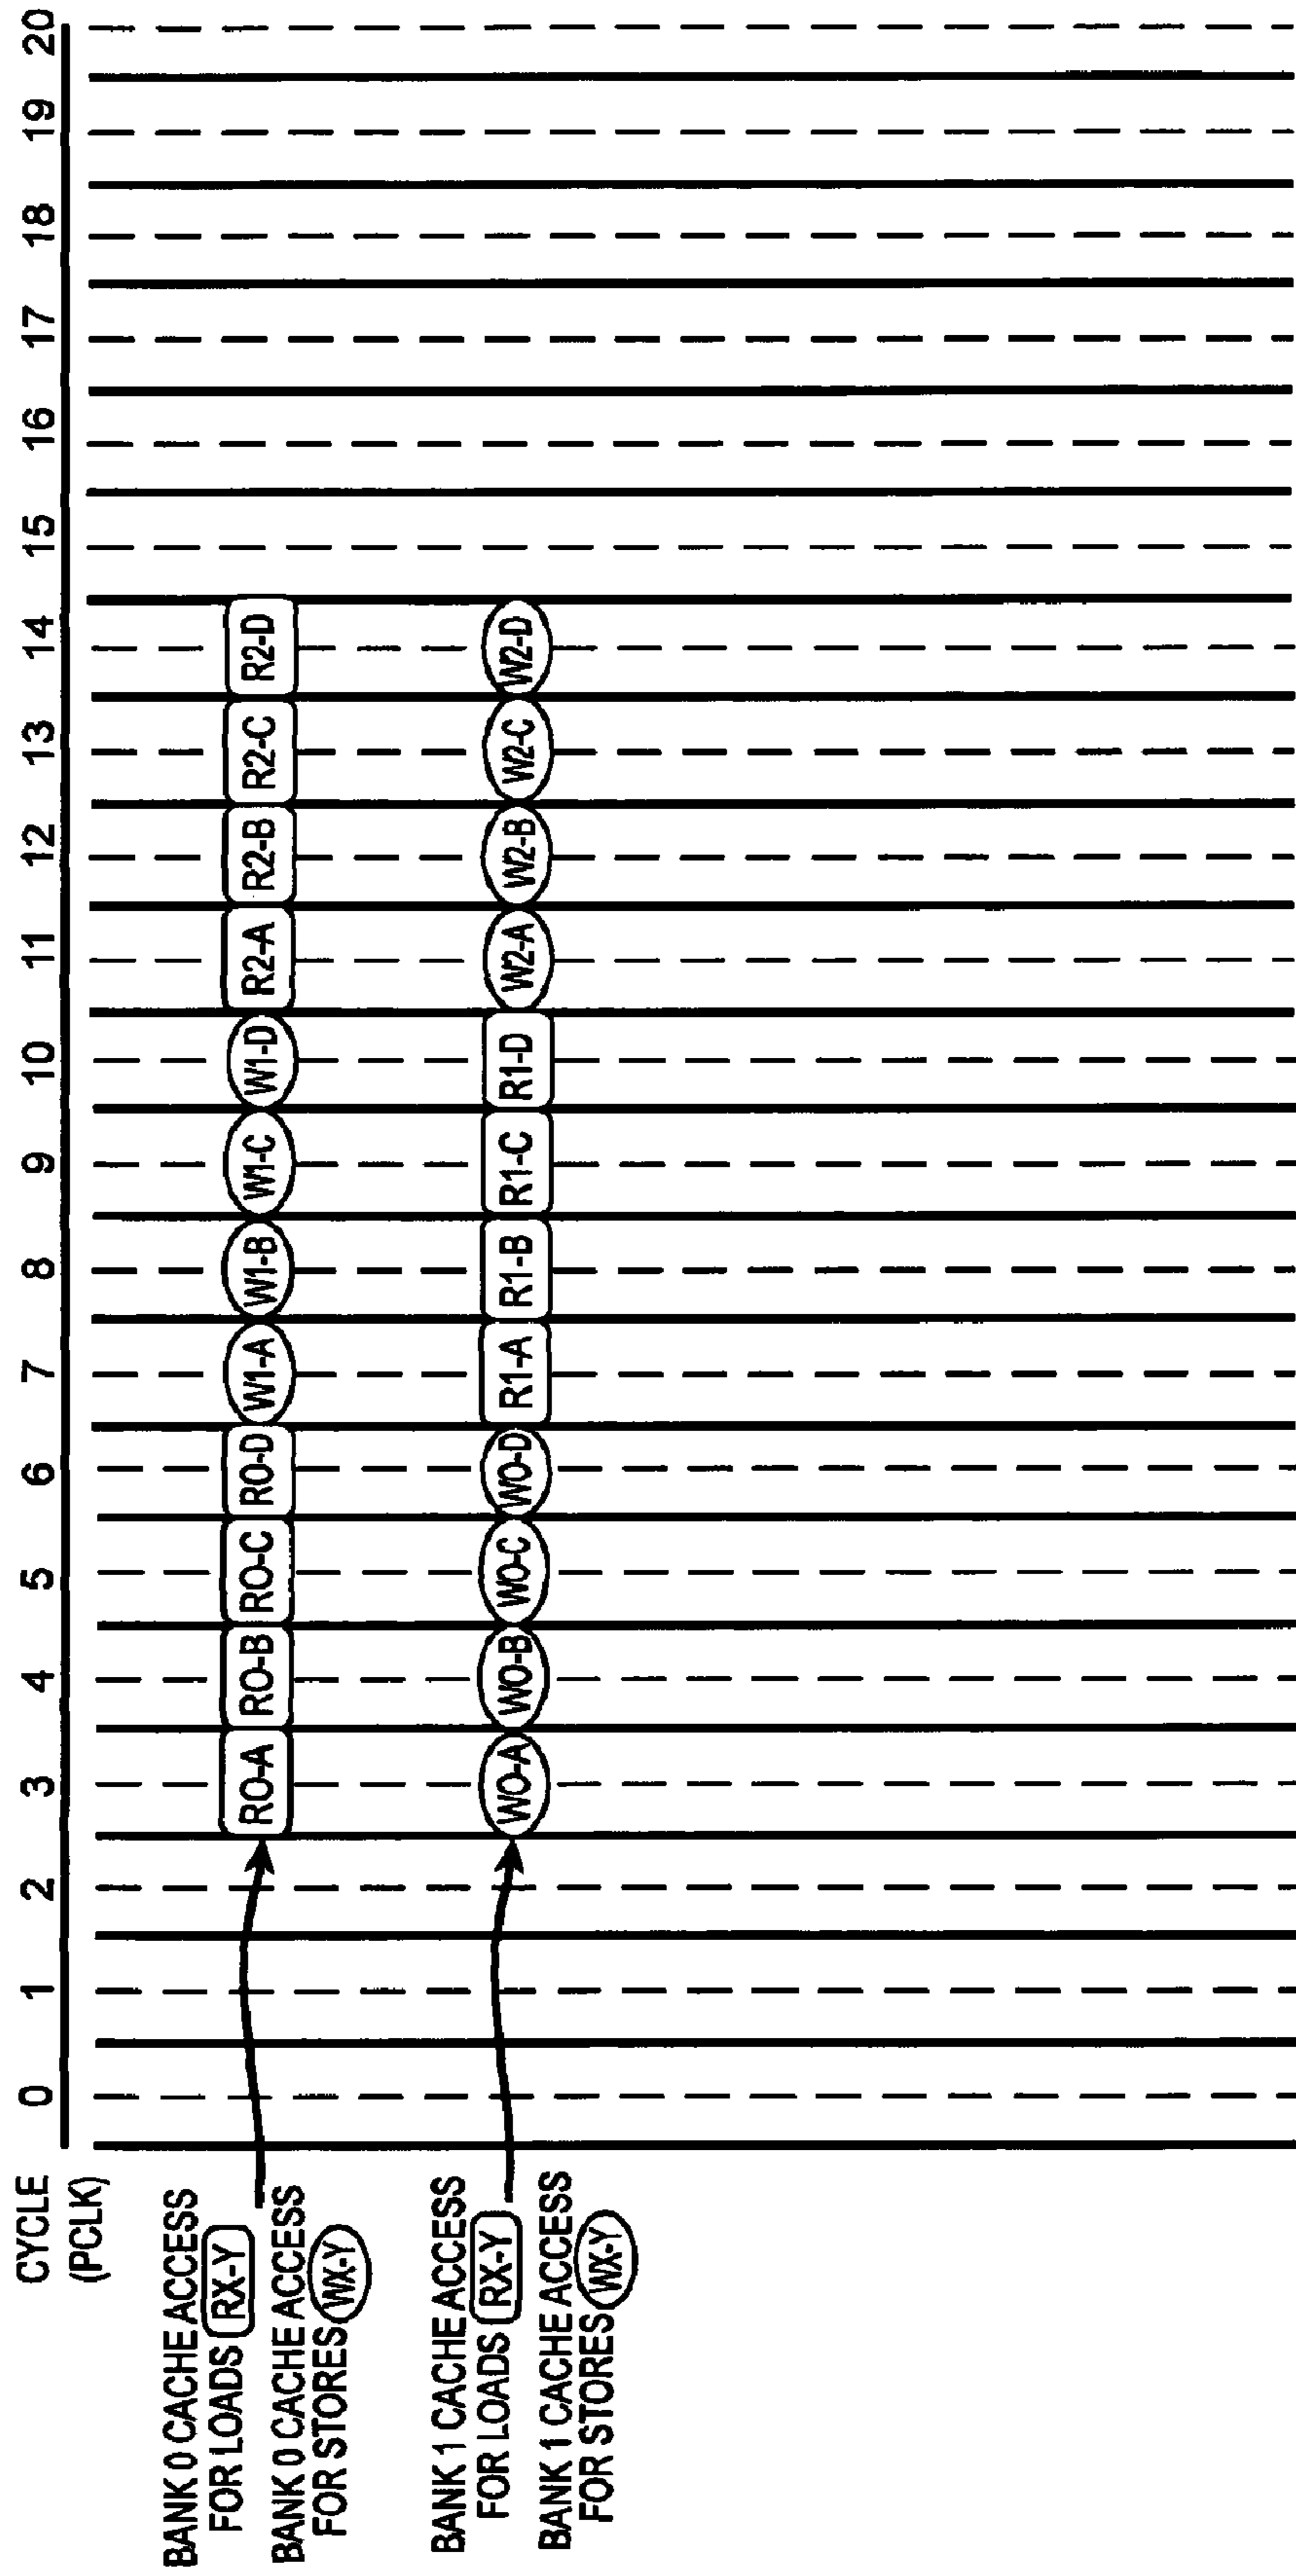 CYCLE 0 1 2 3 4 5 6 7 8 9 10 11 12 13 14 15 16 17 18 19 20
(PCLK)
BANK 0 CACHE ACCESS
FOR LOADS RX-Y
BANK 0 CACHE ACCESS
FOR STORES WX-Y
RO-A RO-B RO-C RO-D W1-A W1-B W1-C W1-D R2-A R2-B R2-C R2-D
BANK 1 CACHE ACCESS
FOR LOADS RX-Y
BANK 1 CACHE ACCESS
FOR STORES WX-Y
WO-A WO-B WO-C WO-D R1-A R1-B R1-C R1-D W2-A W2-B W2-C W2-D